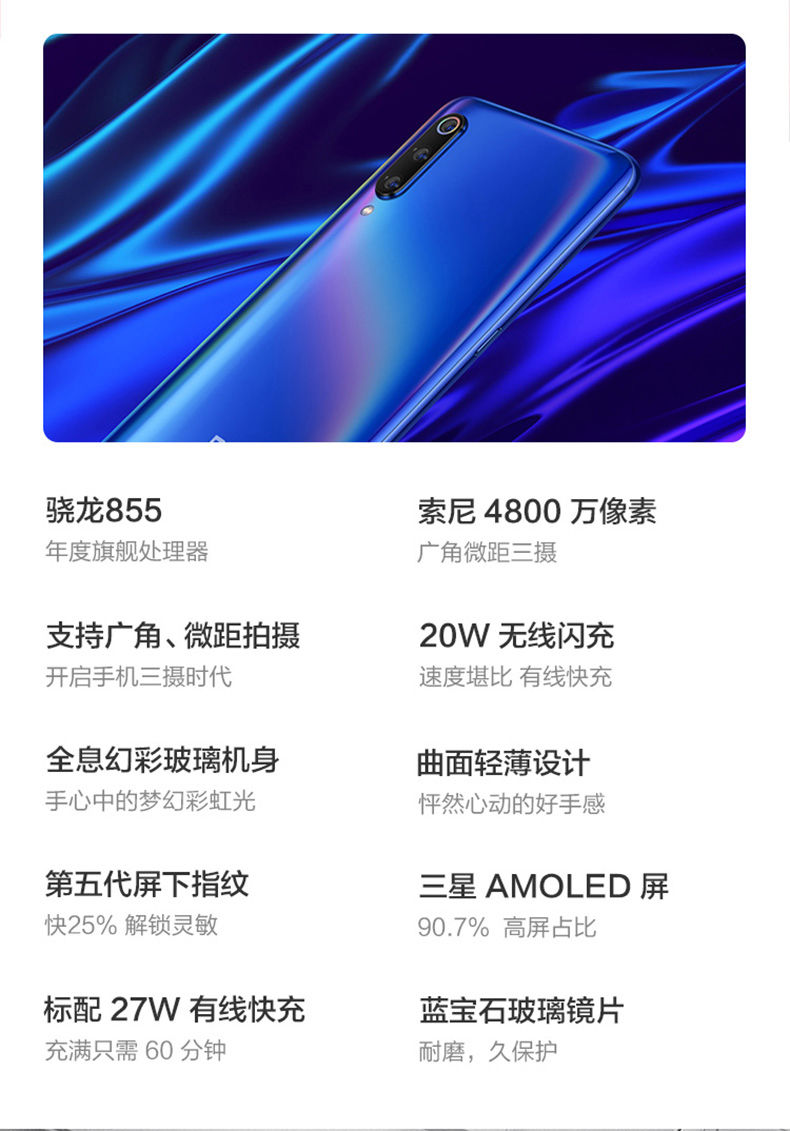 骁龙855
年度旗舰处理器
索尼 4800 万像素
广角微距三摄
支持广角、微距拍摄
开启手机三摄时代
20W 无线闪充
速度堪比 有线快充
全息幻彩玻璃机身
手心中的梦幻彩虹光
曲面轻薄设计
怦然心动的好手感
第五代屏下指纹
快25% 解锁灵敏
三星 AMOLED 屏
90.7% 高屏占比
标配 27W 有线快充
充满只需 60 分钟
蓝宝石玻璃镜片
耐磨，久保护